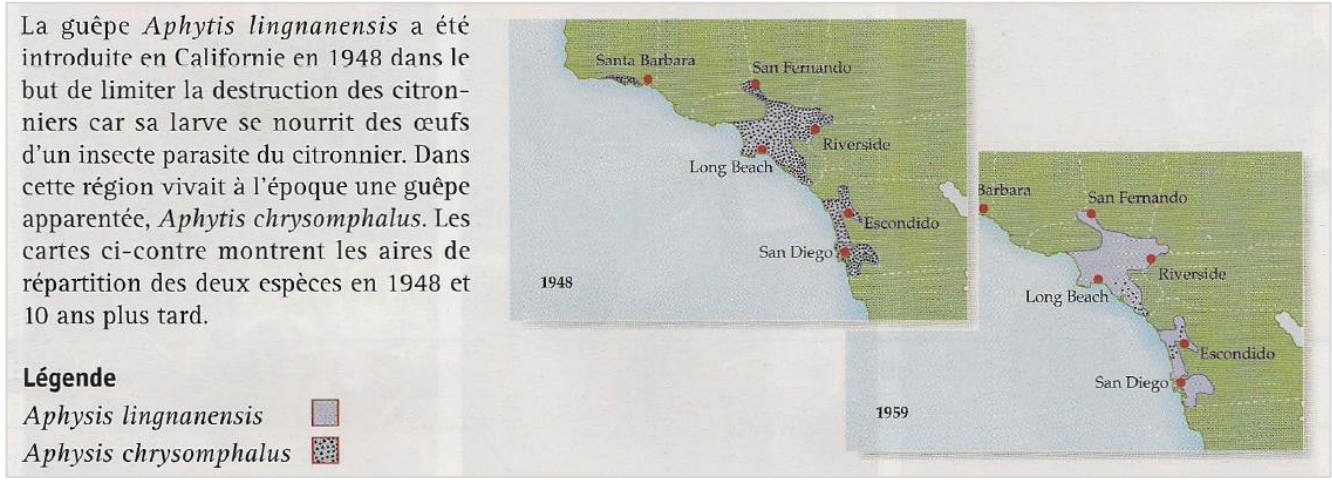 La guêpe Aphytis lingnanensis a été
introduite en Californie en 1948 dans le
but de limiter la destruction des citron-
niers car sa larve se nourrit des œufs
d'un insecte parasite du citronnier. Dans
cette région vivait à l'époque une guêpe
apparentée, Aphytis chrysomphalus. Les
cartes ci-contre montrent les aires de
répartition des deux espèces en 1948 et
10 ans plus tard.
Légende
Aphysis lingnanensis
Aphysis chrysomphalus
Santa Barbara
San Fernando
Riverside
Long Beach
Escondido
San Diego
1948
Barbara
San Fernando
Riverside
Long Beach
Escondido
San Diego
1959